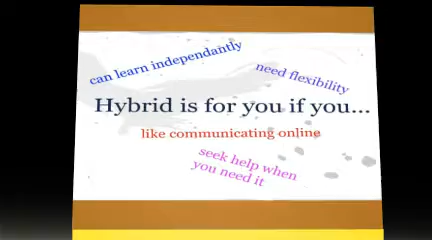 can learn independantly
need flexibility
Hybrid is for you if you...
like communicating online
seek help when
you need it